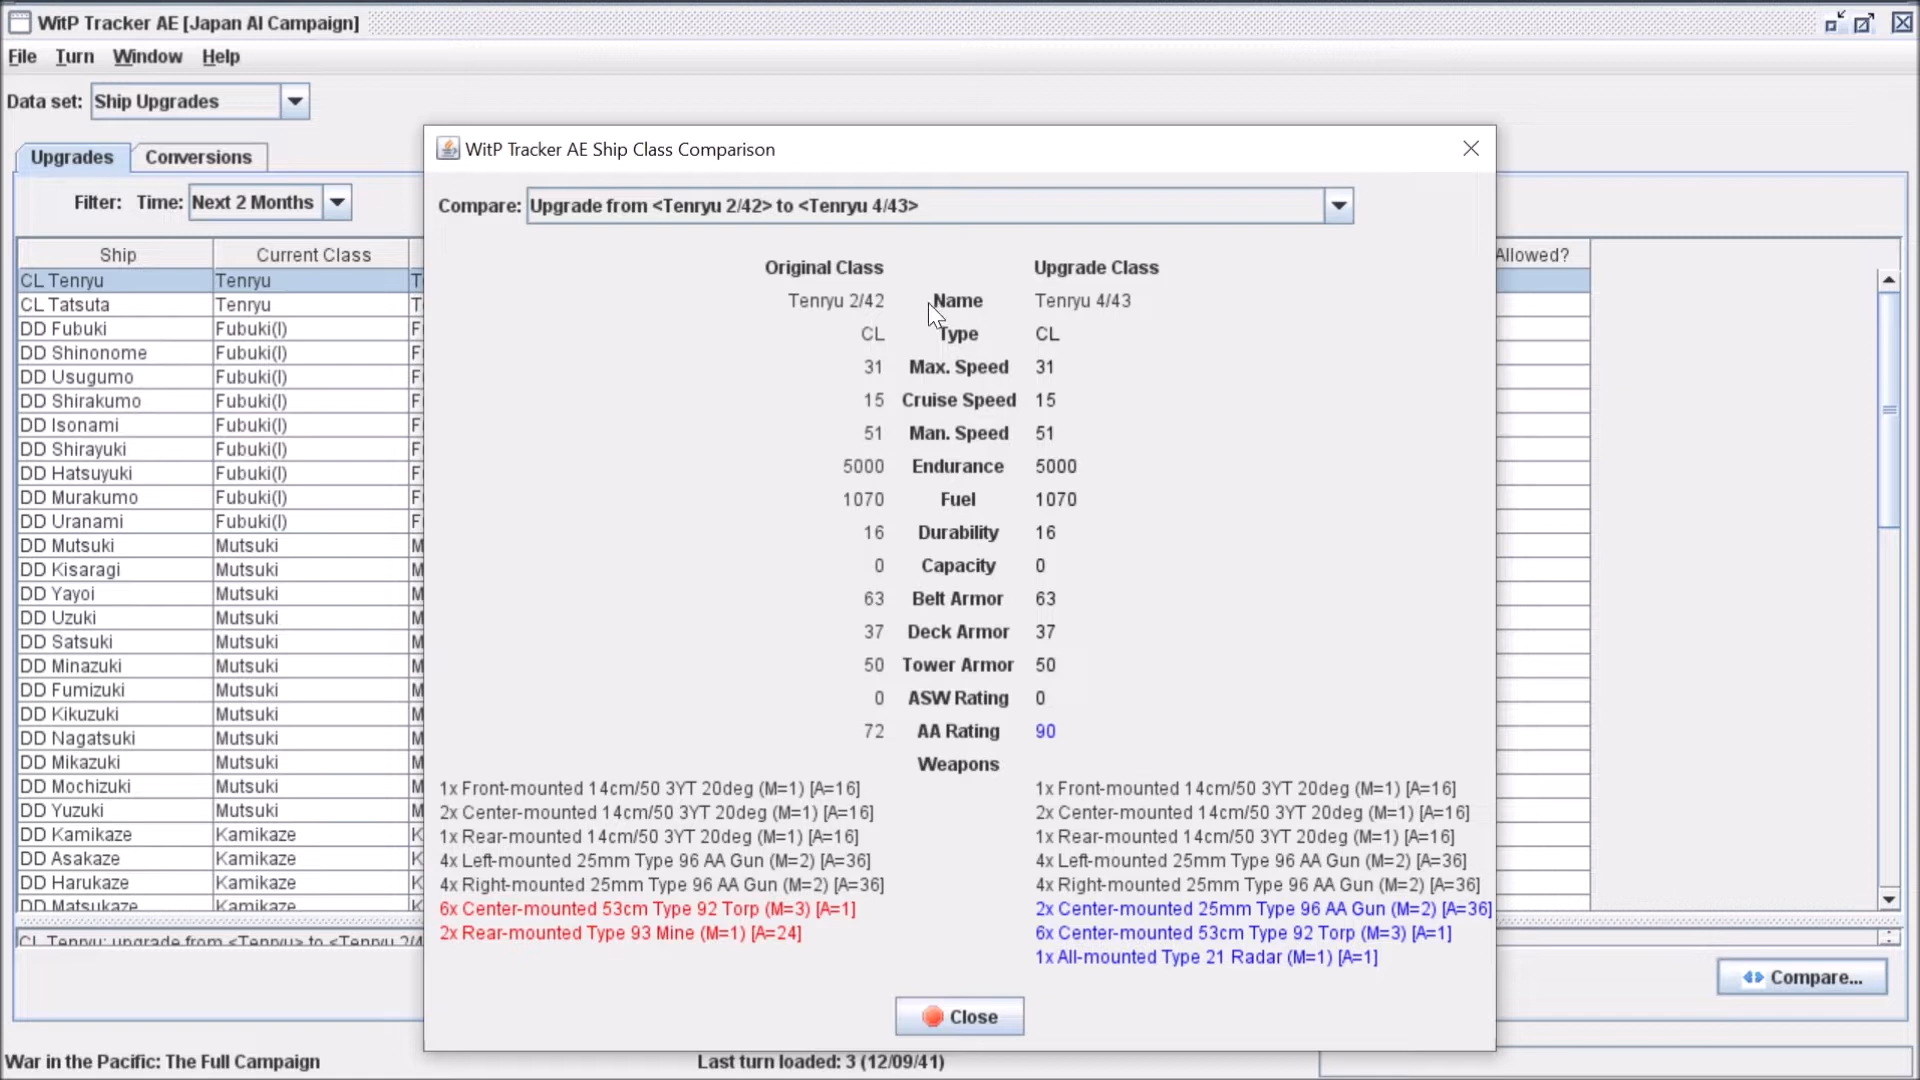 WitP Tracker AE [Japan AI Campaign]
File Turn Window Help
Data set: Ship Upgrades
Upgrades Conversions
Filter: Time: Next 2 Months
Ship Current Class Allowed?
CL Tenryu Tenryu T
CL Tatsuta Tenryu T
DD Fubuki Fubuki(I) F
DD Shinonome Fubuki(I) F
DD Usugumo Fubuki(I) F
DD Shirakumo Fubuki(I) F
DD Isonami Fubuki(I) F
DD Shirayuki Fubuki(I) F
DD Hatsuyuki Fubuki(I) F
DD Murakumo Fubuki(I) F
DD Uranami Fubuki(I) F
DD Mutsuki Mutsuki M
DD Kisaragi Mutsuki M
DD Yayoi Mutsuki M
DD Uzuki Mutsuki M
DD Satsuki Mutsuki M
DD Minazuki Mutsuki M
DD Fumizuki Mutsuki M
DD Kikuzuki Mutsuki M
DD Nagatsuki Mutsuki M
DD Mikazuki Mutsuki M
DD Mochizuki Mutsuki M
DD Yuzuki Mutsuki M
DD Kamikaze Kamikaze K
DD Asakaze Kamikaze K
DD Harukaze Kamikaze K
DD Matsukaze Kamikaze K
CL Tenryu: upgrade from <Tenryu> to <Tenryu 2/4
WitP Tracker AE Ship Class Comparison
Compare: Upgrade from <Tenryu 2/42> to <Tenryu 4/43>
Original Class Upgrade Class
Tenryu 2/42 Name Tenryu 4/43
CL Type CL
31 Max. Speed 31
15 Cruise Speed 15
51 Man. Speed 51
5000 Endurance 5000
1070 Fuel 1070
16 Durability 16
0 Capacity 0
63 Belt Armor 63
37 Deck Armor 37
50 Tower Armor 50
0 ASW Rating 0
72 AA Rating 90
Weapons
1x Front-mounted 14cm/50 3YT 20deg (M=1) [A=16] 1x Front-mounted 14cm/50 3YT 20deg (M=1) [A=16]
2x Center-mounted 14cm/50 3YT 20deg (M=1) [A=16] 2x Center-mounted 14cm/50 3YT 20deg (M=1) [A=16]
1x Rear-mounted 14cm/50 3YT 20deg (M=1) [A=16] 1x Rear-mounted 14cm/50 3YT 20deg (M=1) [A=16]
4x Left-mounted 25mm Type 96 AA Gun (M=2) [A=36] 4x Left-mounted 25mm Type 96 AA Gun (M=2) [A=36]
4x Right-mounted 25mm Type 96 AA Gun (M=2) [A=36] 4x Right-mounted 25mm Type 96 AA Gun (M=2) [A=36]
6x Center-mounted 53cm Type 92 Torp (M=3) [A=1] 2x Center-mounted 25mm Type 96 AA Gun (M=2) [A=36]
2x Rear-mounted Type 93 Mine (M=1) [A=24] 6x Center-mounted 53cm Type 92 Torp (M=3) [A=1]
1x All-mounted Type 21 Radar (M=1) [A=1]
Close
Compare...
War in the Pacific: The Full Campaign Last turn loaded: 3 (12/09/41)